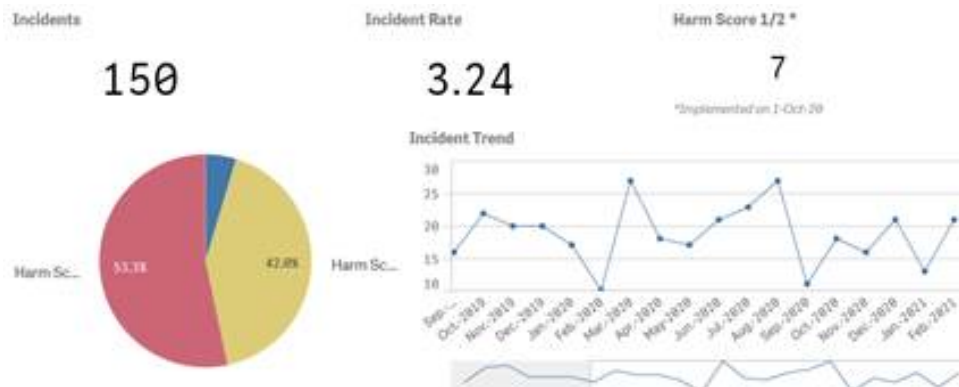 Incidents
Incident Rate
Harm Score 1/2 *
150
3.24
7
*Implemented on 1-Oct-20
Incident Trend
30
25
20
15
10
53.3%
42.0%
Harm Sc...
Harm Sc...
Sep-...
Oct-2019
Nov-2019
Dec-2019
Jan-2020
Feb-2020
Mar-2020
Apr-2020
May-2020
Jun-2020
Jul-2020
Aug-2020
Sep-2020
Oct-2020
Nov-2020
Dec-2020
Jan-2021
Feb-2021